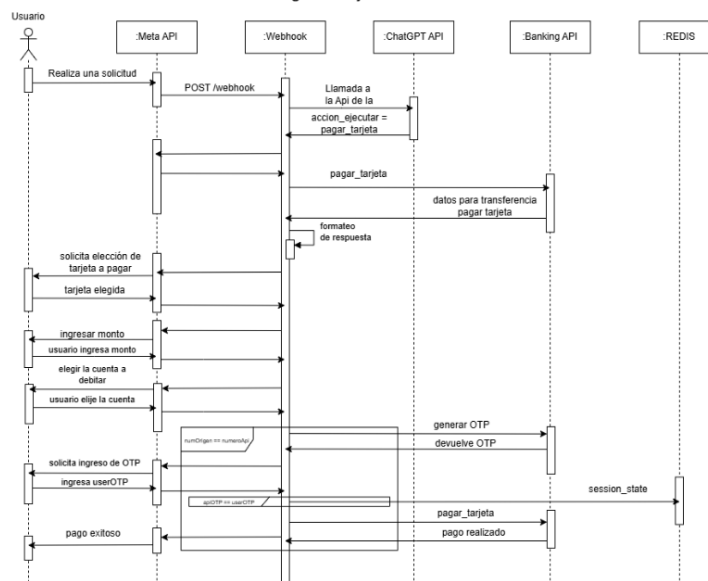 Usuario
:Meta API
:Webhook
:ChatGPT API
:Banking API
:REDIS
Realiza una solicitud
POST /webhook
Llamada a
la Api de la
accion_ejecutar =
pagar_tarjeta
pagar_tarjeta
datos para transferencia
pagar tarjeta
formateo
de respuesta
solicita elección de
tarjeta a pagar
tarjeta elegida
ingresar monto
usuario ingresa monto
elegir la cuenta a
debitar
usuario elije la cuenta
generar OTP
numOrigen == numeroApi
devuelve OTP
solicita ingreso de OTP
ingresa userOTP
apiOTP == userOTP
session_state
pagar_tarjeta
pago exitoso
pago realizado